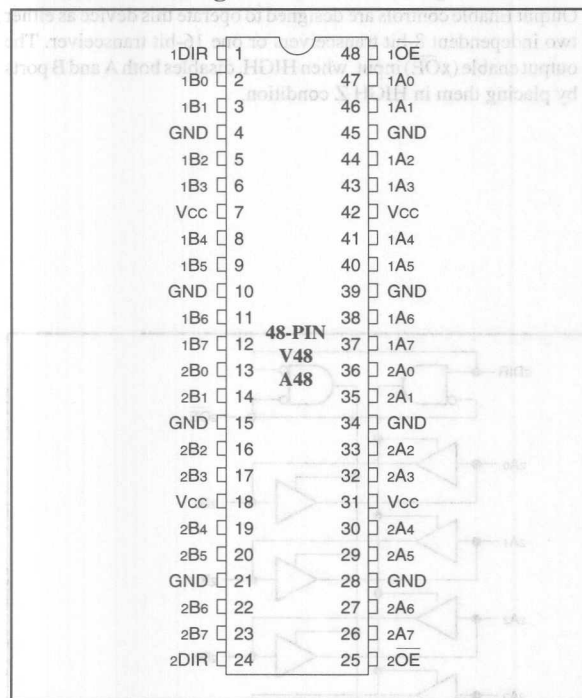 1DIR 1 48 1OE
1B0 2 47 1A0
1B1 3 46 1A1
GND 4 45 GND
1B2 5 44 1A2
1B3 6 43 1A3
VCC 7 42 VCC
1B4 8 41 1A4
1B5 9 40 1A5
GND 10 39 GND
1B6 11 38 1A6
1B7 12 37 1A7
48-PIN
V48
A48
2B0 13 36 2A0
2B1 14 35 2A1
GND 15 34 GND
2B2 16 33 2A2
2B3 17 32 2A3
VCC 18 31 VCC
2B4 19 30 2A4
2B5 20 29 2A5
GND 21 28 GND
2B6 22 27 2A6
2B7 23 26 2A7
2DIR 24 25 2OE